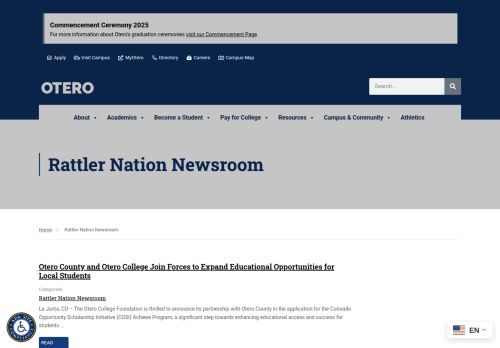 Commencement Ceremony 2025
For more information about Otero's graduation ceremonies visit our Commencement Page
Apply Visit Campus MyOtero Directory Careers Campus Map
OTERO
Search...
About Academics Become a Student Pay for College Resources Campus & Community Athletics
Rattler Nation Newsroom
Home Rattler Nation Newsroom
Otero County and Otero College Join Forces to Expand Educational Opportunities for
Local Students
Categories
Rattler Nation Newsroom
La Junta, CO – The Otero College Foundation is thrilled to announce its partnership with Otero County in the application for the Colorado
Opportunity Scholarship Initiative (COSI) Achieve Program, a significant step towards enhancing educational access and success for
students ...
READ
EN